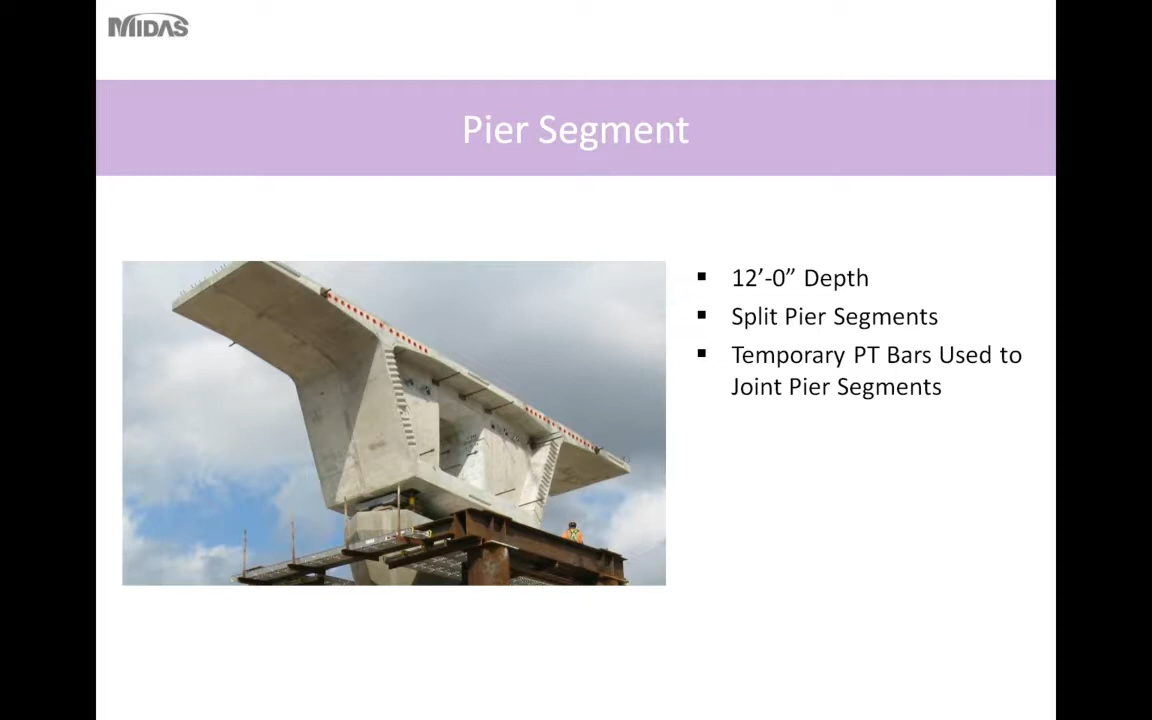 MIDAS
Pier Segment
▪ 12’-0” Depth
▪ Split Pier Segments
▪ Temporary PT Bars Used to
Joint Pier Segments